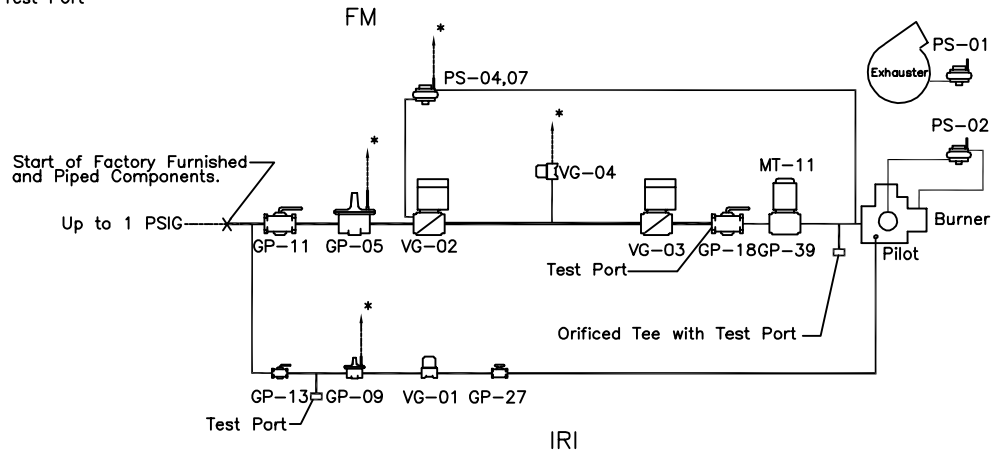 Test Port
FM
*
PS-04,07
PS-01
Exhauster
*
*
PS-02
Start of Factory Furnished
and Piped Components.
VG-04
MT-11
Up to 1 PSIG
Burner
GP-11
GP-05
VG-02
VG-03
GP-18
GP-39
Pilot
Test Port
*
Orificed Tee with Test Port
GP-13
GP-09
VG-01
GP-27
Test Port
IRI